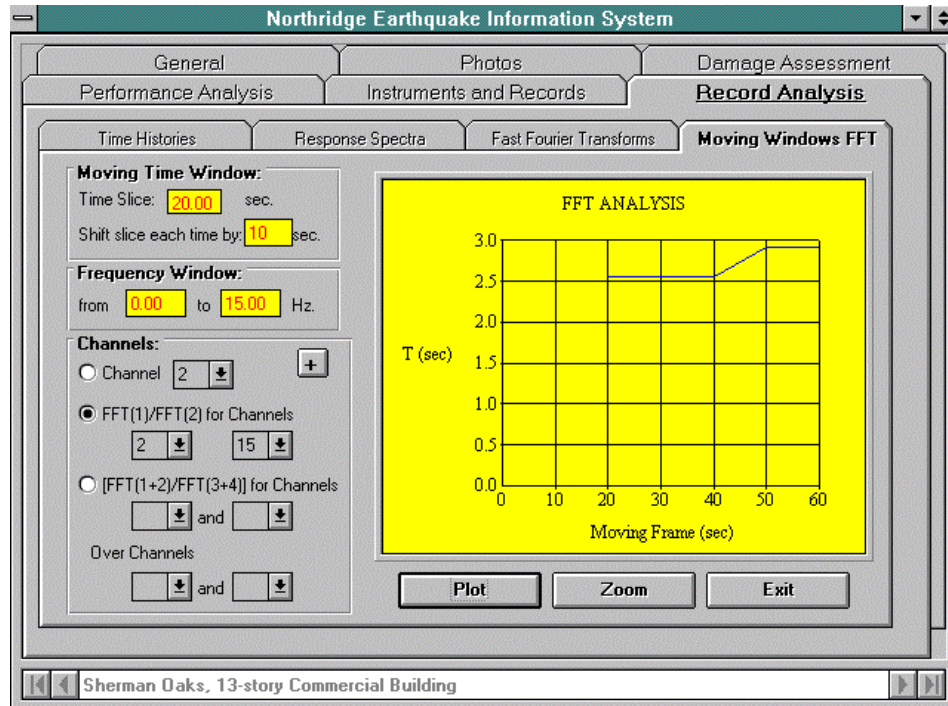 Northridge Earthquake Information System
General Photos Damage Assessment
Performance Analysis Instruments and Records Record Analysis
Time Histories Response Spectra Fast Fourier Transforms Moving Windows FFT
Moving Time Window:
Time Slice: 20.00 sec.
Shift slice each time by: 10 sec.
Frequency Window:
from 0.00 to 15.00 Hz.
Channels:
Channel 2 +
FFT(1)/FFT(2) for Channels
2 15
[FFT(1+2)/FFT(3+4)] for Channels
and
Over Channels
and
FFT ANALYSIS
3.0
2.5
2.0
T (sec)
1.5
1.0
0.5
0.0
0 10 20 30 40 50 60
Moving Frame (sec)
Plot Zoom Exit
Sherman Oaks, 13-story Commercial Building